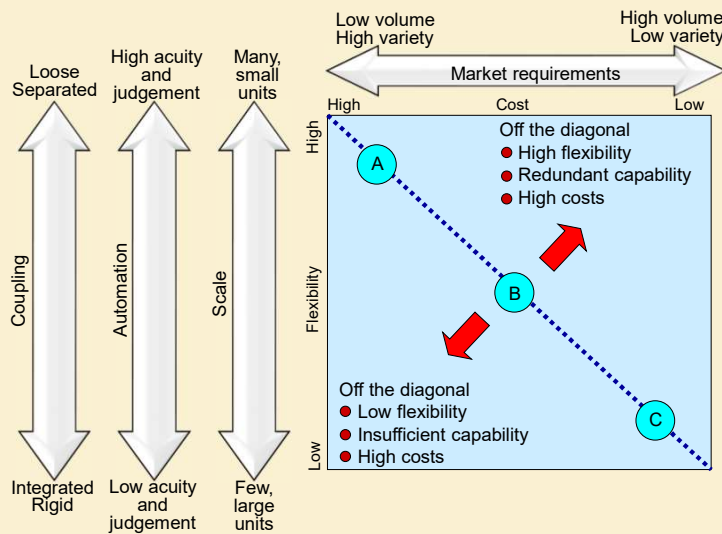 Low volume
High variety
High volume
Low variety
Market requirements
Loose
Separated
High acuity
and
judgement
Many,
small
units
High
Cost
Low
Coupling
Automation
Scale
High
Flexibility
Low
A
B
C
Off the diagonal
High flexibility
Redundant capability
High costs
Off the diagonal
Low flexibility
Insufficient capability
High costs
Integrated
Rigid
Low acuity
and
judgement
Few,
large
units